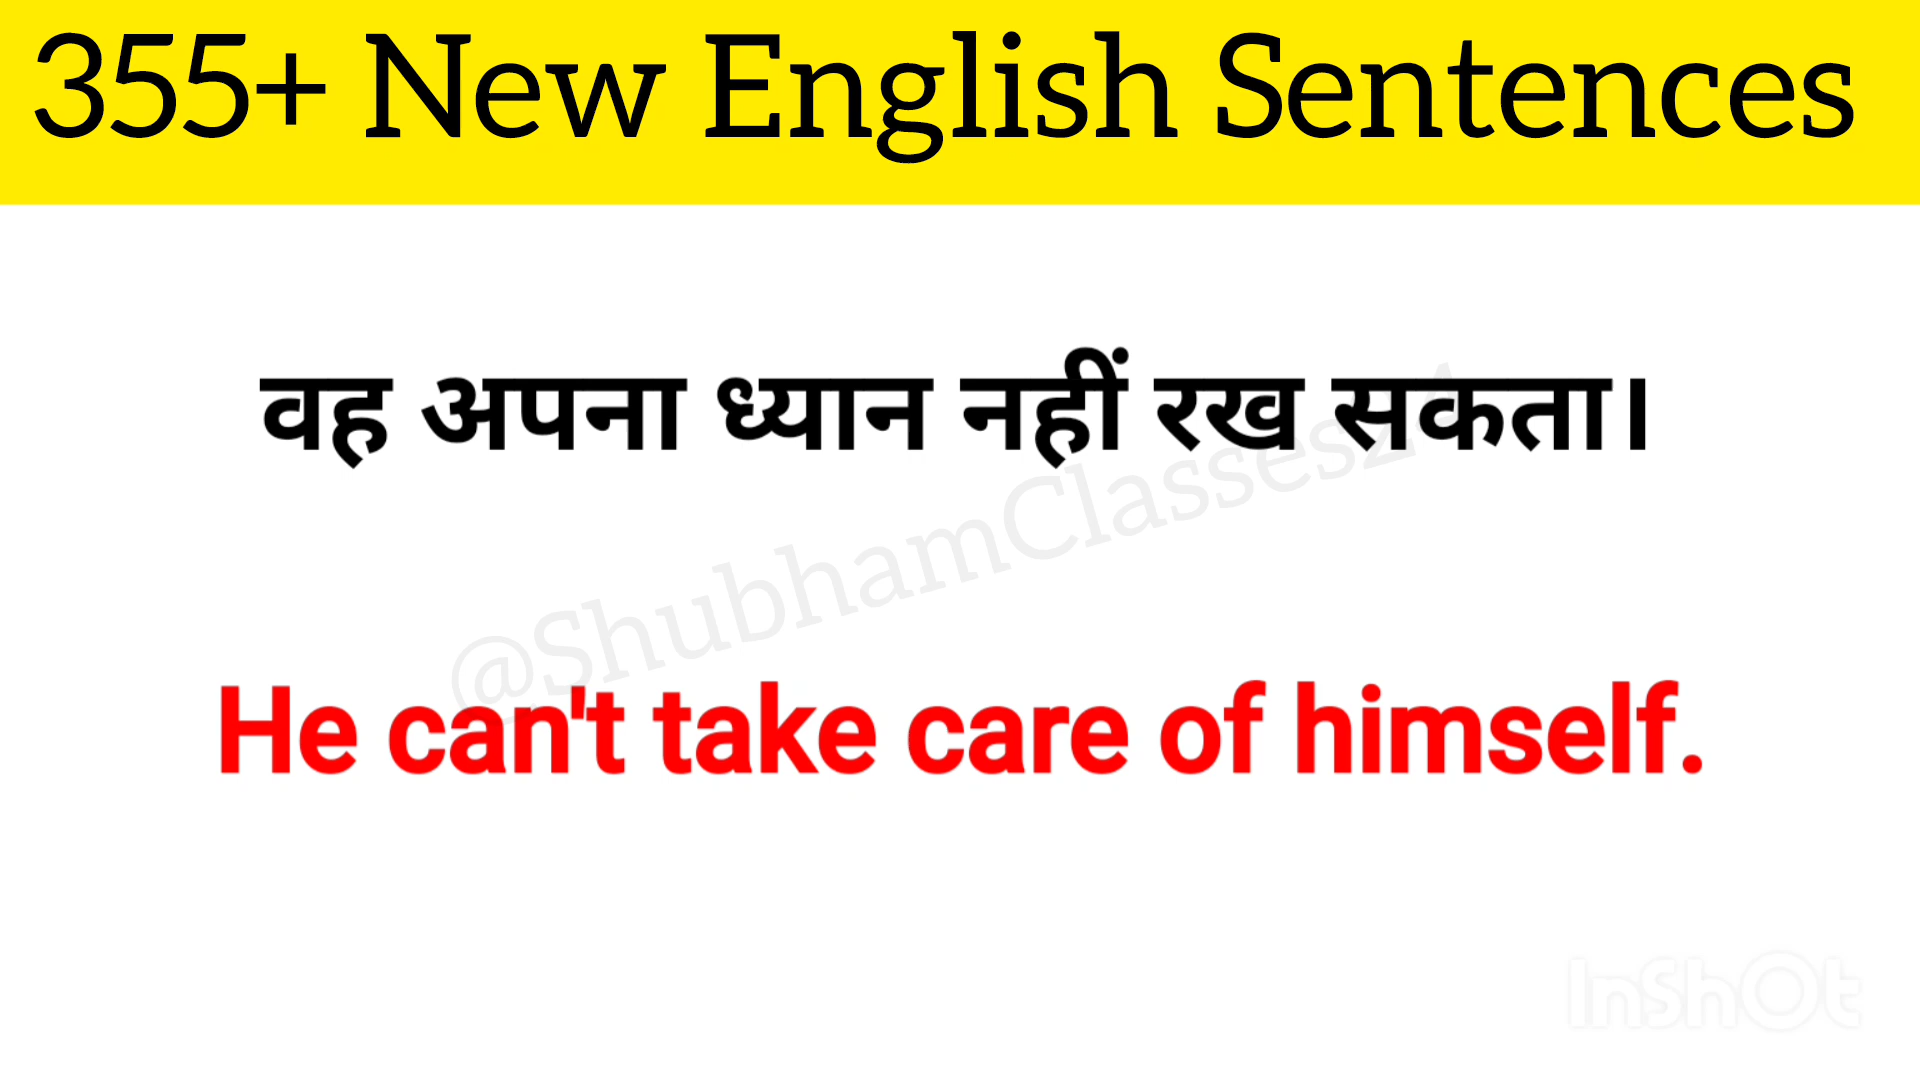 355+ New English Sentences
वह अपना ध्यान नहीं रख सकता।
@ShubhamClasses24
He can't take care of himself.
InShOt